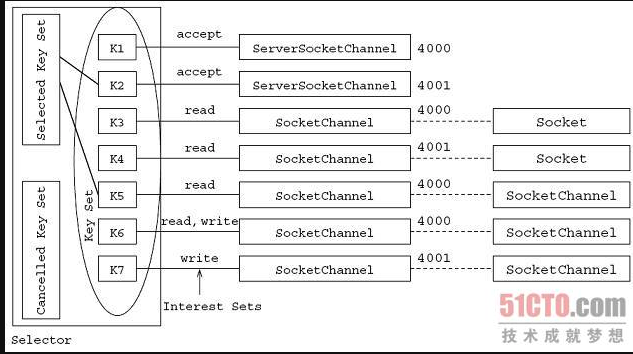 Selected Key Set
Cancelled Key Set
Key Set
K1 accept ServerSocketChannel 4000
K2 accept ServerSocketChannel 4001
K3 read SocketChannel 4000 Socket
K4 read SocketChannel 4001 Socket
K5 read SocketChannel 4000 SocketChannel
K6 read,write SocketChannel 4000 SocketChannel
K7 write SocketChannel 4001 SocketChannel
Interest Sets
Selector
51CTO.com
技术成就梦想